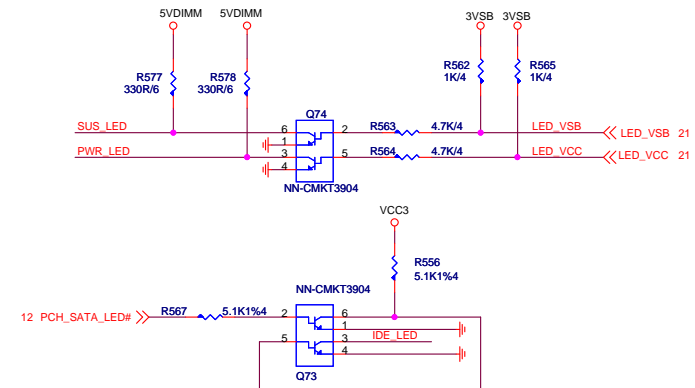 5VDIMM 5VDIMM 3VSB 3VSB
R577 330R/6
R578 330R/6
R562 1K/4
R565 1K/4
Q74
SUS_LED 6 2 R563 4.7K/4 LED_VSB LED_VSB 21
1
PWR_LED 3 5 R564 4.7K/4 LED_VCC LED_VCC 21
4
NN-CMKT3904
VCC3
R556
5.1K1%4
NN-CMKT3904
12 PCH_SATA_LED# R567 5.1K1%4 2 6
1
5 3 IDE_LED
4
Q73